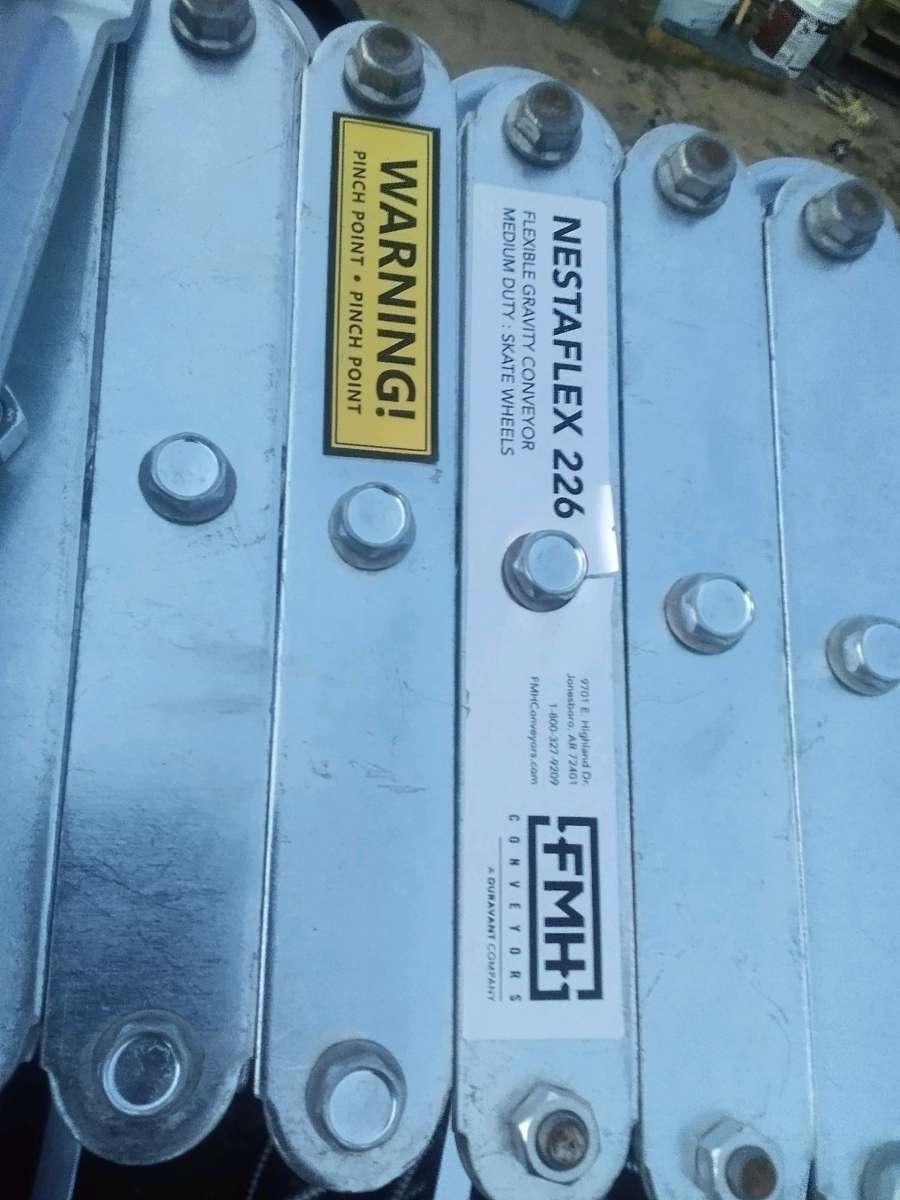 WARNING!
PINCH POINT • PINCH POINT
NESTAFLEX 226
FLEXIBLE GRAVITY CONVEYOR
MEDIUM DUTY : SKATE WHEELS
9701 E. Highland Dr.
Jonesboro, AR 72401
1-800-327-9209
FMHConveyors.com
FMH
CONVEYORS
A DURAVANT COMPANY